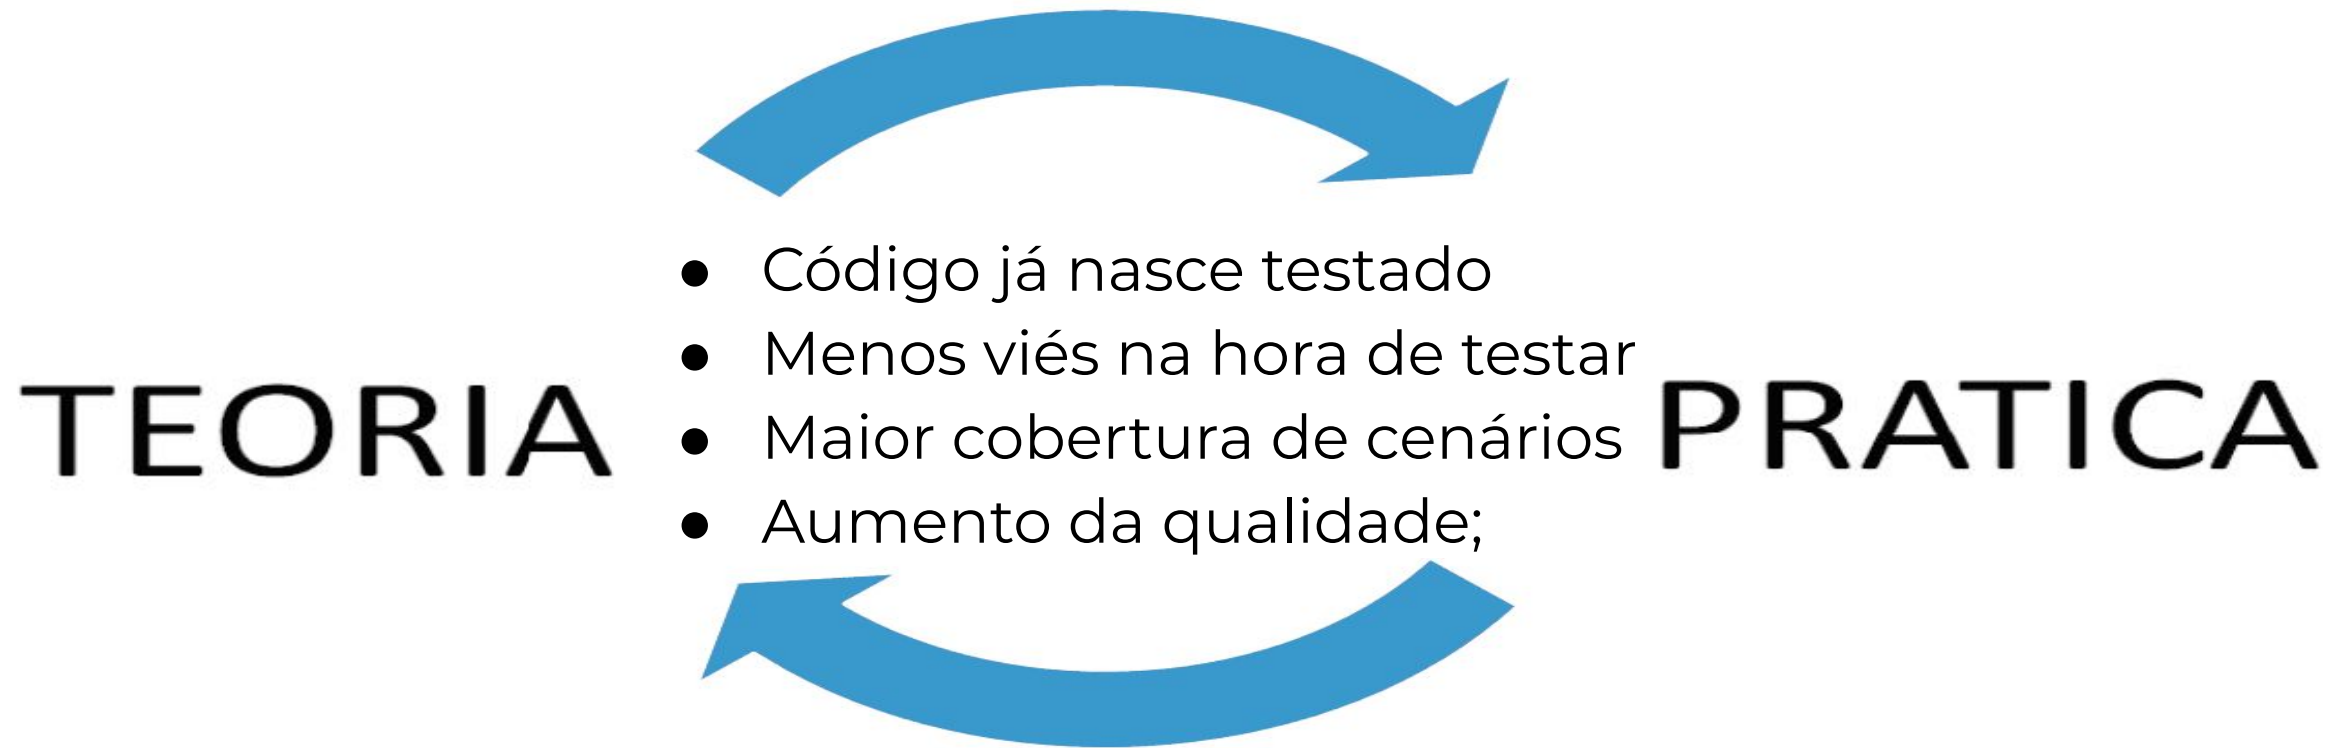 TEORIA
● Código já nasce testado
● Menos viés na hora de testar
● Maior cobertura de cenários
● Aumento da qualidade;
PRATICA